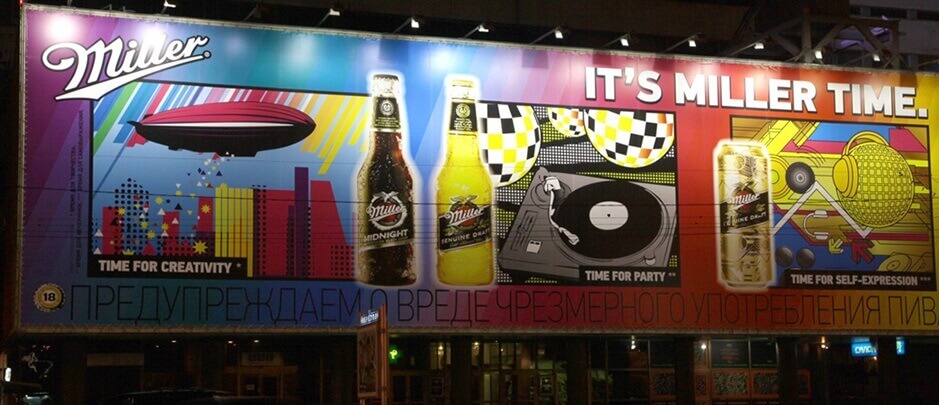 Miller
IT'S MILLER TIME.
Miller
MIDNIGHT
Miller
GENUINE DRAFT
Miller
GENUINE DRAFT
TIME FOR CREATIVITY *
TIME FOR PARTY **
TIME FOR SELF-EXPRESSION ***
18
ПРЕДУПРЕЖДАЕМ О ВРЕДЕ ЧРЕЗМЕРНОГО УПОТРЕБЛЕНИЯ ПИВ